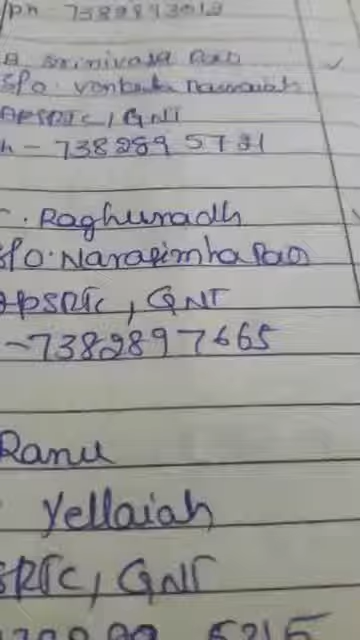 /ph - 7382893012
A Srinivasa Rao
S/o. Venkata Narasaiah
APSRTC, GNT
h - 7382895721
. Raghunadh
S/o. Narasimha Rao
APSRTC, GNT
- 7382897665
Ranu
Yellaiah
SRTC, GNT